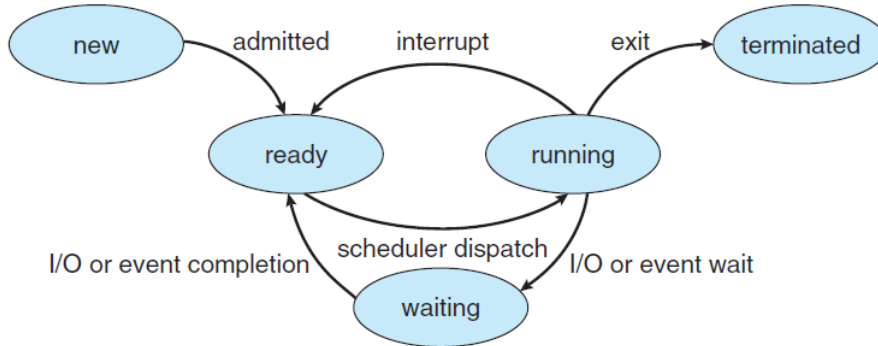 new
admitted
interrupt
exit
terminated
ready
running
I/O or event completion
scheduler dispatch
I/O or event wait
waiting